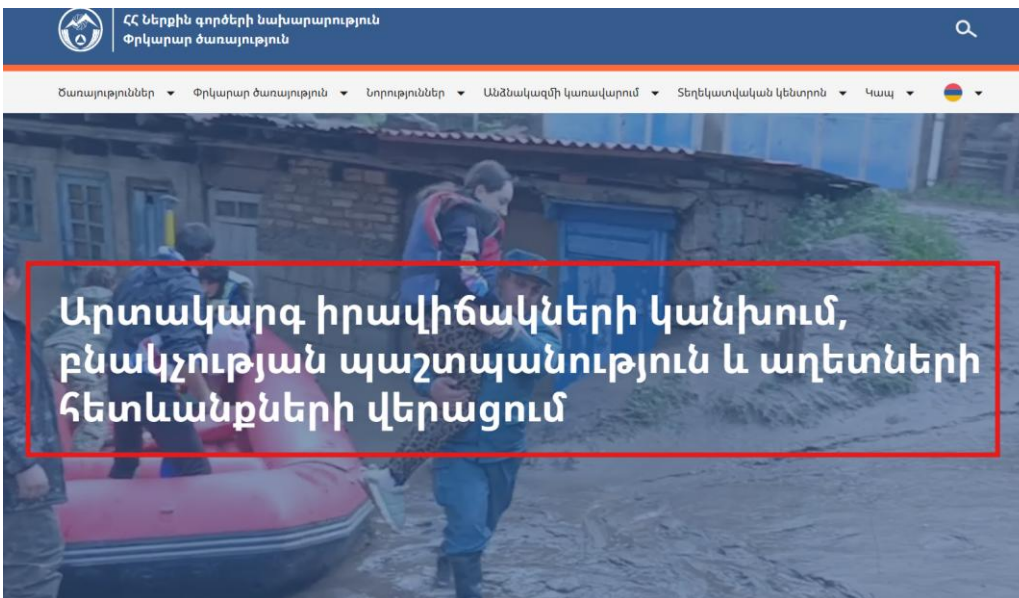 ՀՀ Ներքին գործերի նախարարություն
Փրկարար ծառայություն
Ծառայություններ
Փրկարար ծառայություն
Նորություններ
Անձնակազմի կառավարում
Տեղեկատվական կենտրոն
Կապ
Արտակարգ իրավիճակների կանխում,
բնակչության պաշտպանություն և աղետների
հետևանքների վերացում